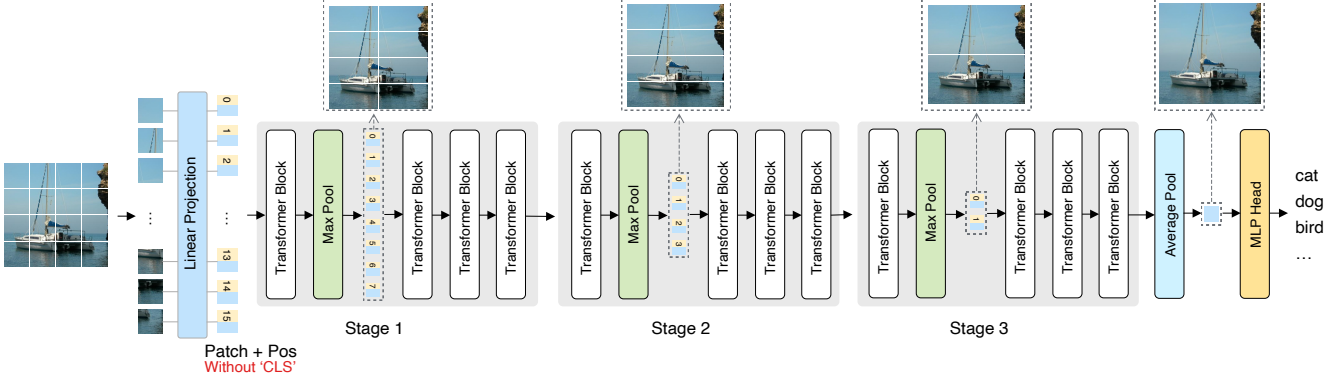 0
1
2
...
13
14
15
Linear Projection
Patch + Pos
Without 'CLS'
Transformer Block
Max Pool
0
1
2
3
4
5
6
7
Transformer Block
Transformer Block
Transformer Block
Stage 1
Transformer Block
Max Pool
0
1
2
3
Transformer Block
Transformer Block
Transformer Block
Stage 2
Transformer Block
Max Pool
0
1
Transformer Block
Transformer Block
Transformer Block
Stage 3
Average Pool
MLP Head
cat
dog
bird
...